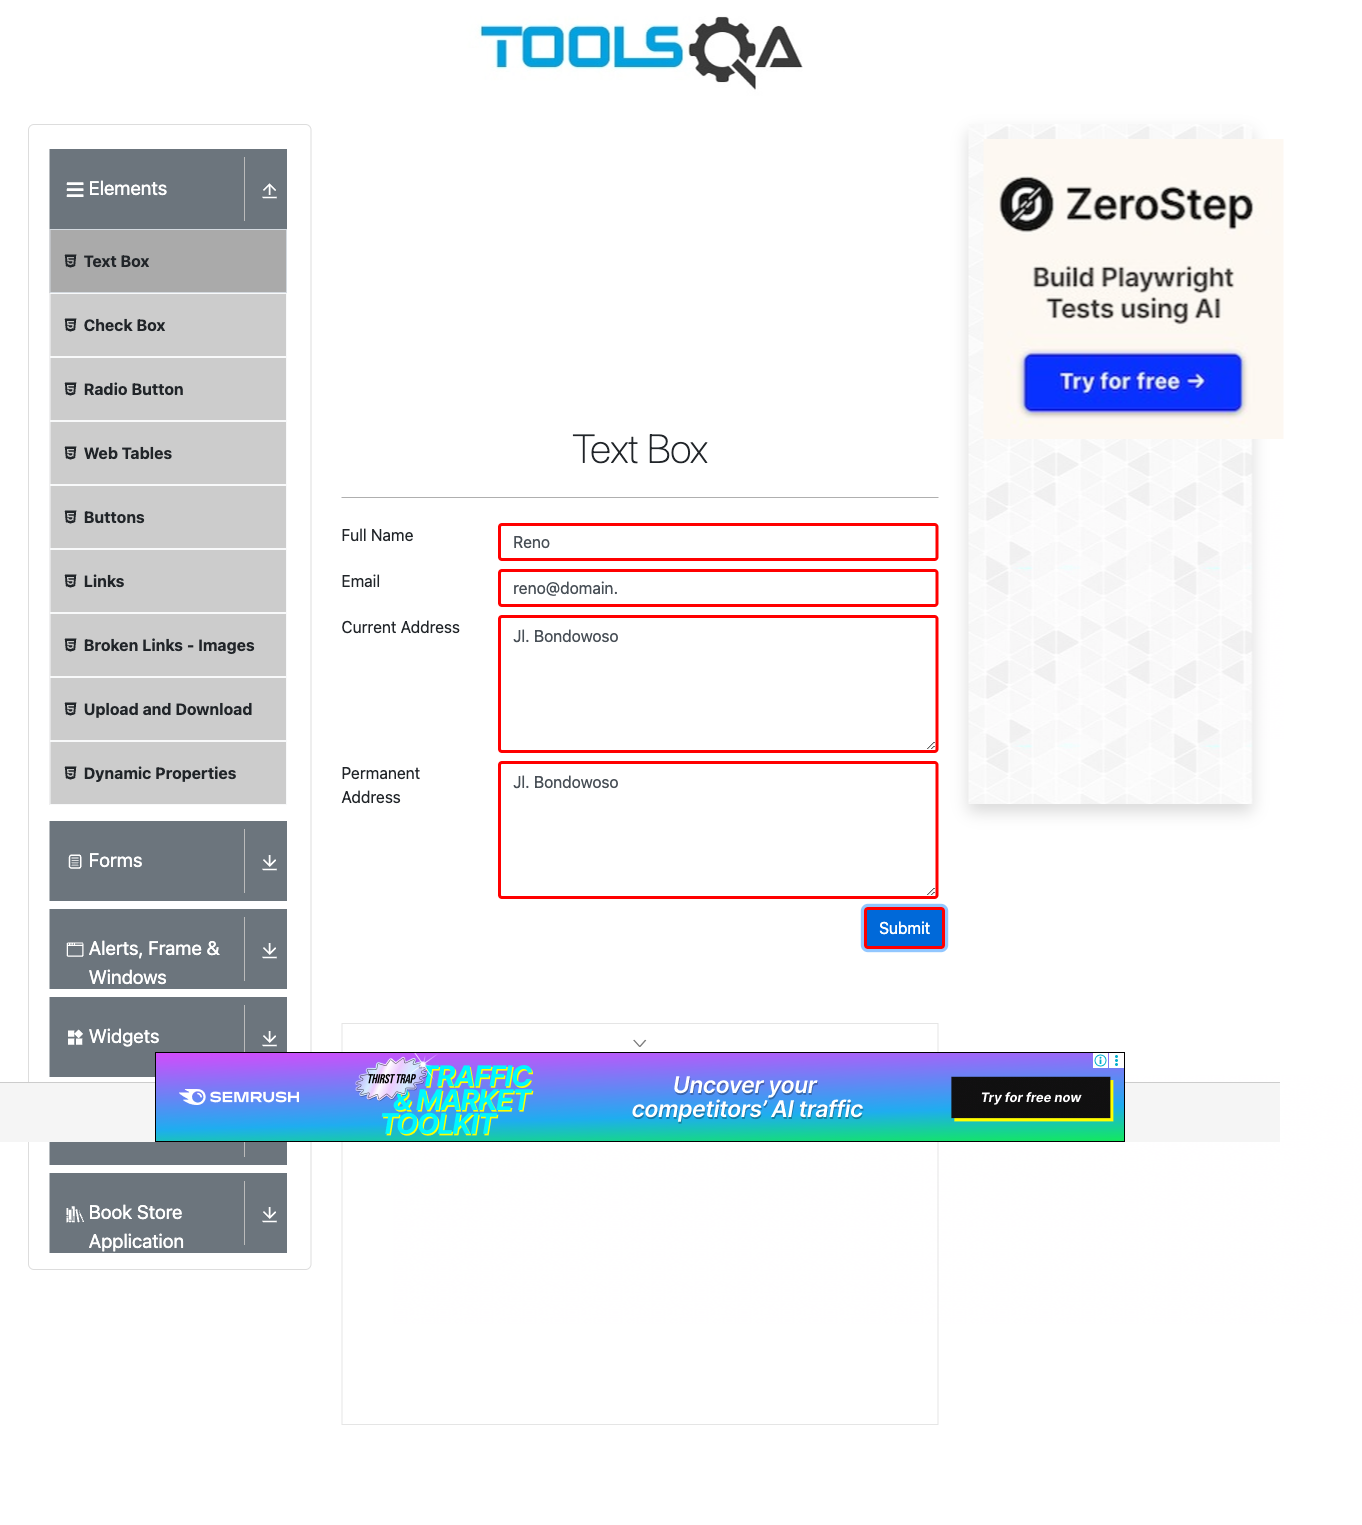 TOOLSQA
Elements
Text Box
Check Box
Radio Button
Web Tables
Buttons
Links
Broken Links - Images
Upload and Download
Dynamic Properties
Forms
Alerts, Frame &
Windows
Widgets
Book Store
Application
Text Box
Full Name
Reno
Email
reno@domain.
Current Address
Jl. Bondowoso
Permanent
Address
Jl. Bondowoso
Submit
ZeroStep
Build Playwright
Tests using AI
Try for free →
SEMRUSH
THIRST TRAP
TRAFFIC
& MARKET
TOOLKIT
Uncover your
competitors' AI traffic
Try for free now